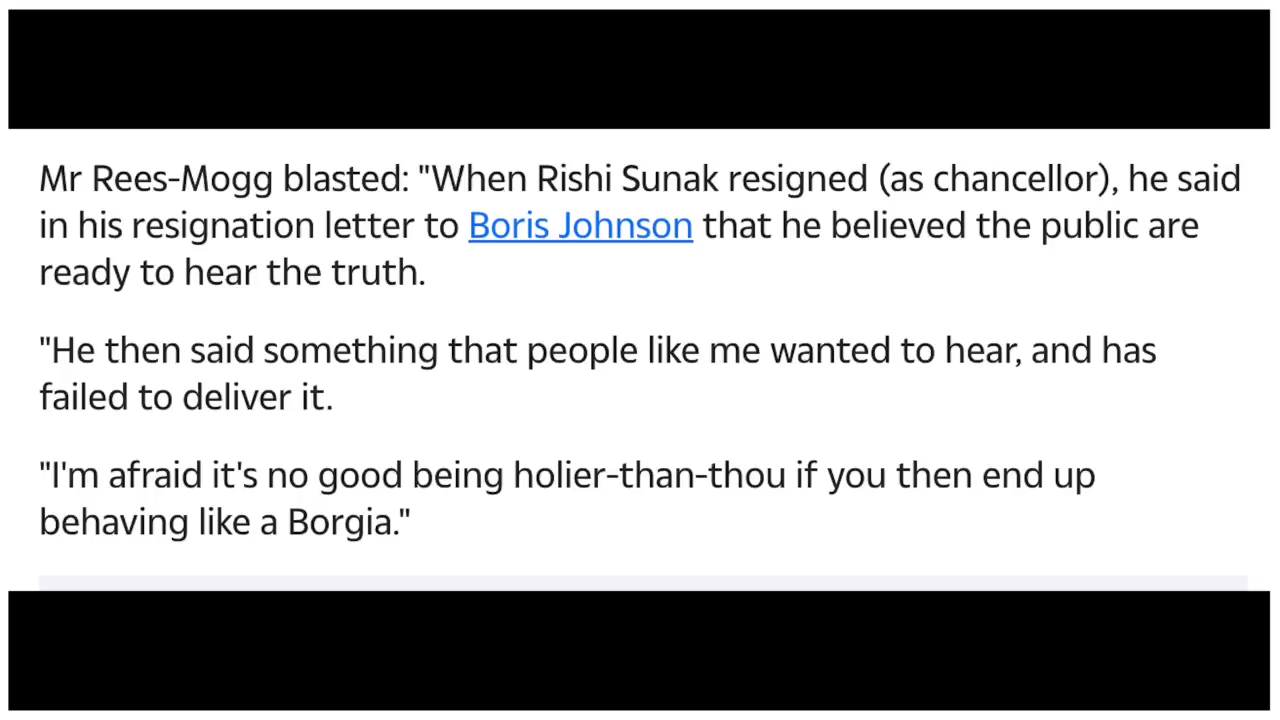 Mr Rees-Mogg blasted: "When Rishi Sunak resigned (as chancellor), he said
in his resignation letter to Boris Johnson that he believed the public are
ready to hear the truth.
"He then said something that people like me wanted to hear, and has
failed to deliver it.
"I'm afraid it's no good being holier-than-thou if you then end up
behaving like a Borgia."